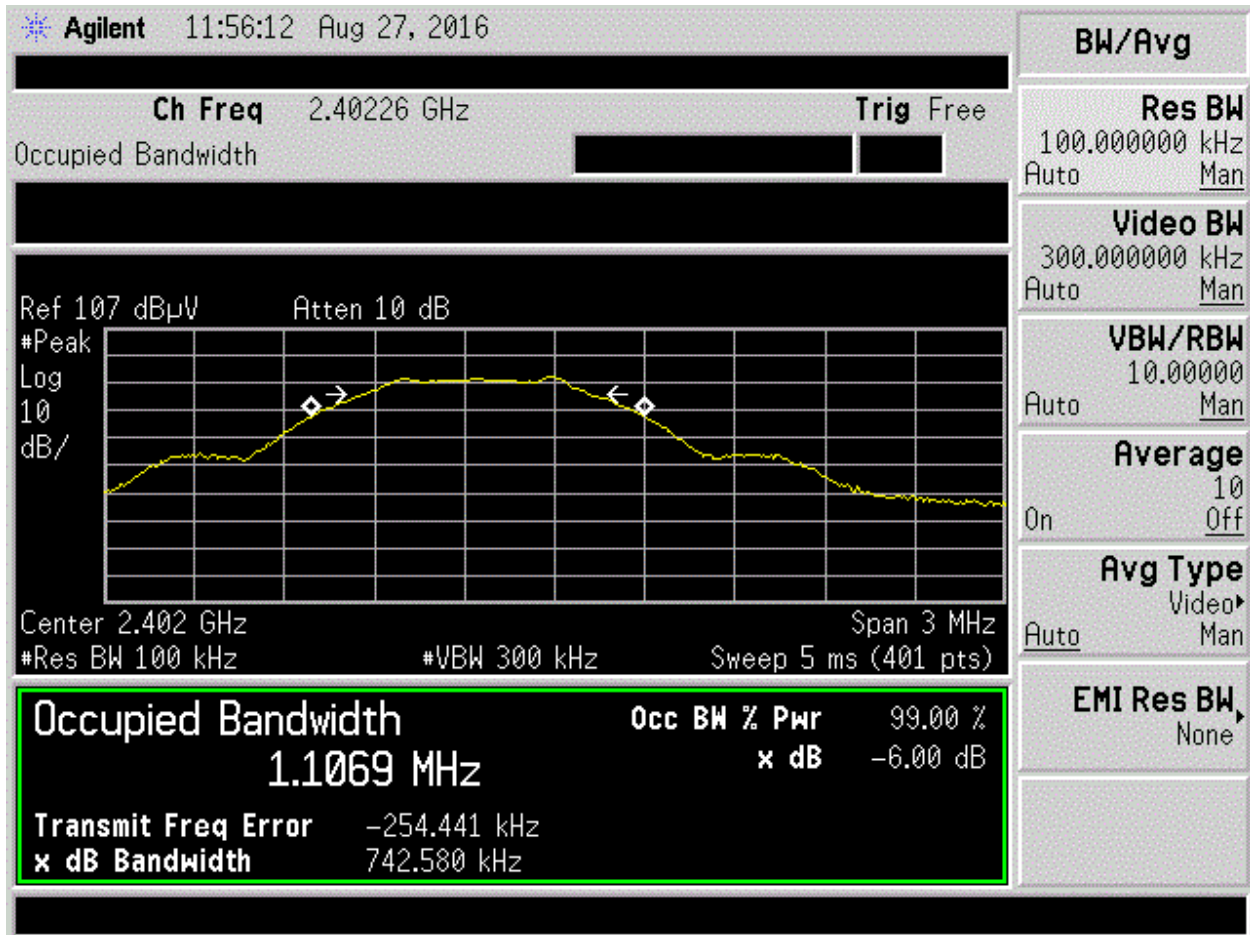 Agilent 11:56:12 Aug 27, 2016
Ch Freq 2.40226 GHz Trig Free
Occupied Bandwidth
Ref 107 dBµV Atten 10 dB
#Peak
Log
10
dB/
Center 2.402 GHz Span 3 MHz
#Res BW 100 kHz #VBW 300 kHz Sweep 5 ms (401 pts)
Occupied Bandwidth Occ BW % Pwr 99.00 %
1.1069 MHz x dB -6.00 dB
Transmit Freq Error -254.441 kHz
x dB Bandwidth 742.580 kHz
BW/Avg
Res BW
100.000000 kHz
Auto Man
Video BW
300.000000 kHz
Auto Man
VBW/RBW
10.00000
Auto Man
Average
10
On Off
Avg Type
Video
Auto Man
EMI Res BW
None